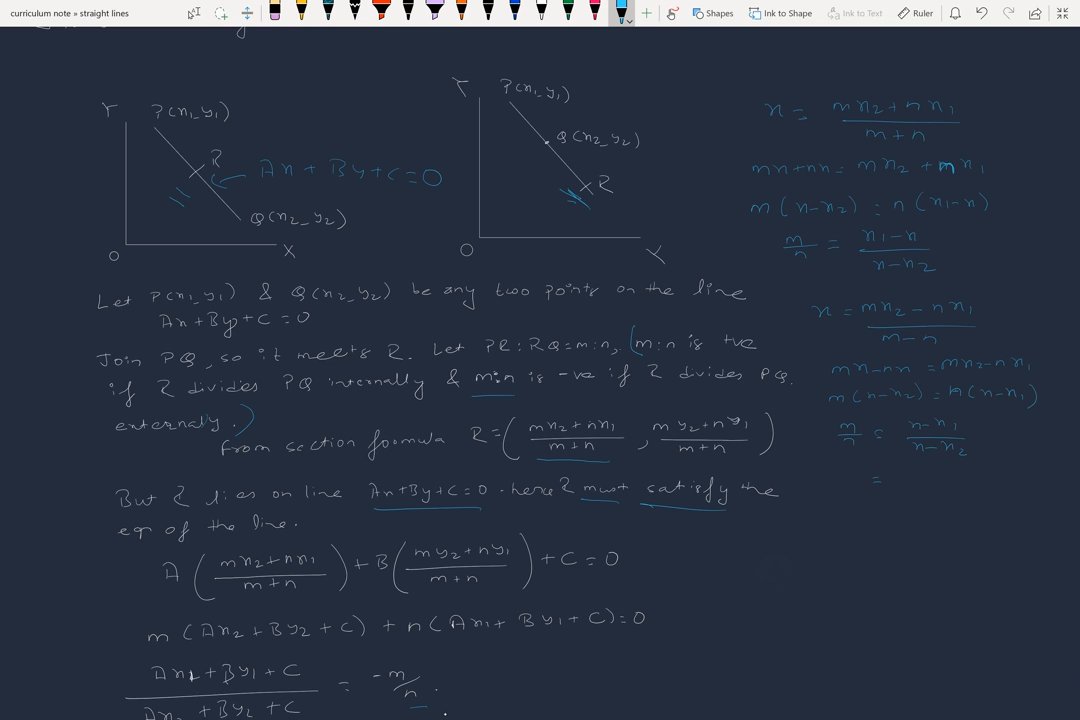 curriculum note » straight lines
Shapes
Ink to Shape
Ink to Text
Ruler
Y P(x₁, y₁)
R
Ax + By + C = 0
Q(x₂, y₂)
O X
Y P(x₁, y₁)
Q(x₂, y₂)
R
O X
Let P(x₁, y₁) & Q(x₂, y₂) be any two points on the line
Ax + By + C = 0
Join PQ, so it meets R. Let PR : RQ = m : n, (m : n is +ve
if R divides PQ internally & m : n is -ve if R divides PQ.
externally.)
From section formula R = ( (mx₂ + nx₁)/(m + n) , (my₂ + ny₁)/(m + n) )
But R lies on line Ax + By + C = 0. here R must satisfy the
eqn of the line.
A ( (mx₂ + nx₁)/(m + n) ) + B ( (my₂ + ny₁)/(m + n) ) + C = 0
m (Ax₂ + By₂ + C) + n (Ax₁ + By₁ + C) = 0
(Ax₁ + By₁ + C)/(Ax₂ + By₂ + C) = -m/n .
x = (mx₂ + nx₁)/(m + n)
mx + nx = mx₂ + nx₁
m (x - x₂) = n (x₁ - x)
m/n = (x₁ - x)/(x - x₂)
x = (mx₂ - nx₁)/(m - n)
mx - nx = mx₂ - nx₁
m (x - x₂) = n (x - x₁)
m/n = (x - x₁)/(x - x₂)
=